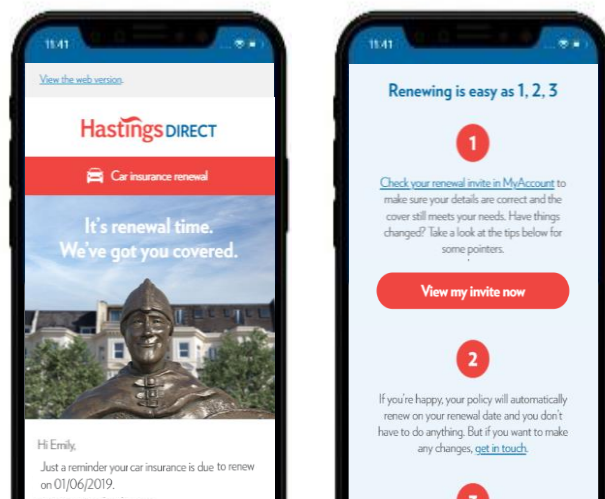 11:41
View the web version.
Hastings DIRECT
Car insurance renewal
It's renewal time.
We've got you covered.
Hi Emily,
Just a reminder your car insurance is due to renew
on 01/06/2019.
11:41
Renewing is easy as 1, 2, 3
1
Check your renewal invite in MyAccount to
make sure your details are correct and the
cover still meets your needs. Have things
changed? Take a look at the tips below for
some pointers.
View my invite now
2
If you're happy, your policy will automatically
renew on your renewal date and you don't
have to do anything. But if you want to make
any changes, get in touch.
3